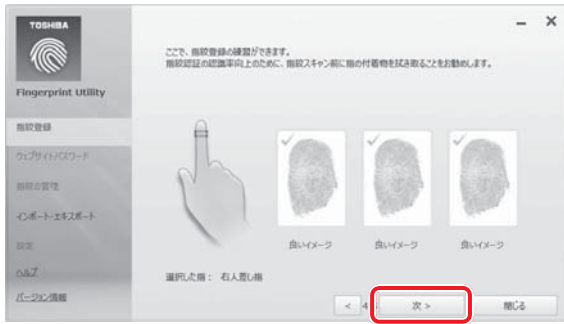 TOSHIBA
Fingerprint Utility
指紋登録
ウェブサイトパスワード
指紋の管理
インポート・エキスポート
設定
ヘルプ
バージョン情報
ここで、指紋登録の練習ができます。
指紋認証の認識率向上のために、指紋スキャン前に指の付着物を拭き取ることをお勧めします。
良いイメージ
良いイメージ
良いイメージ
選択した指： 右人差し指
< 4 次 > 閉じる